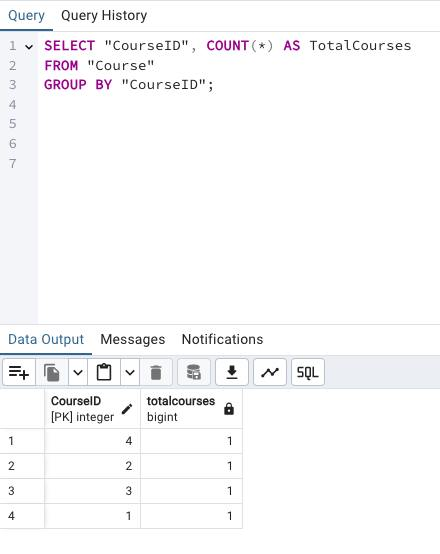 Query Query History
1 SELECT "CourseID", COUNT(*) AS TotalCourses
2 FROM "Course"
3 GROUP BY "CourseID";
4
5
6
7
Data Output Messages Notifications
SQL
CourseID totalcourses
[PK] integer bigint
1 4 1
2 2 1
3 3 1
4 1 1